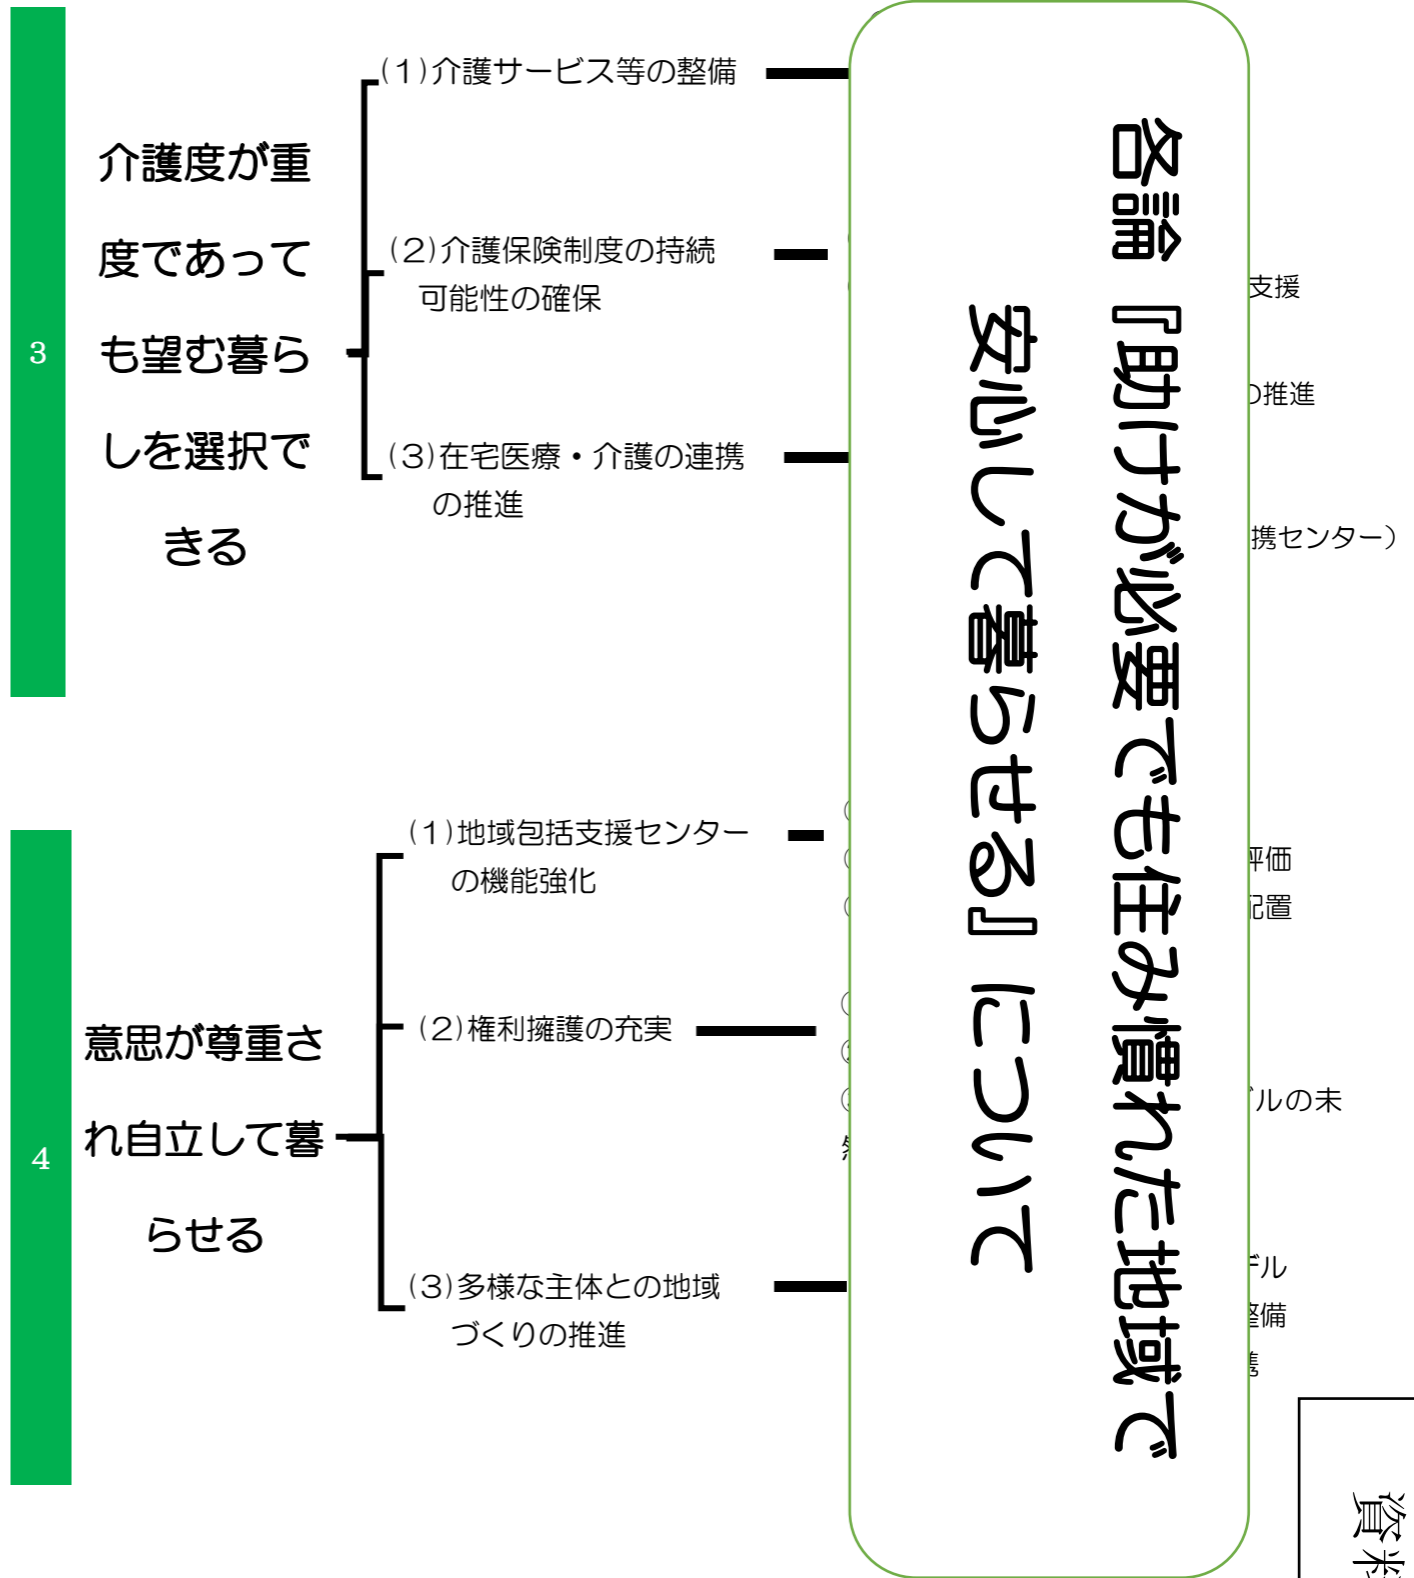 3
介護度が重
度であって
も望む暮ら
しを選択で
きる
(1)介護サービス等の整備
(2)介護保険制度の持続
可能性の確保
(3)在宅医療・介護の連携
の推進
支援
の推進
携センター）
4
意思が尊重さ
れ自立して暮
らせる
(1)地域包括支援センター
の機能強化
(2)権利擁護の充実
(3)多様な主体との地域
づくりの推進
評価
配置
ブルの未
デル
整備
携
各論『助けが必要でも住み慣れた地域で
安心して暮らせる』について
資料